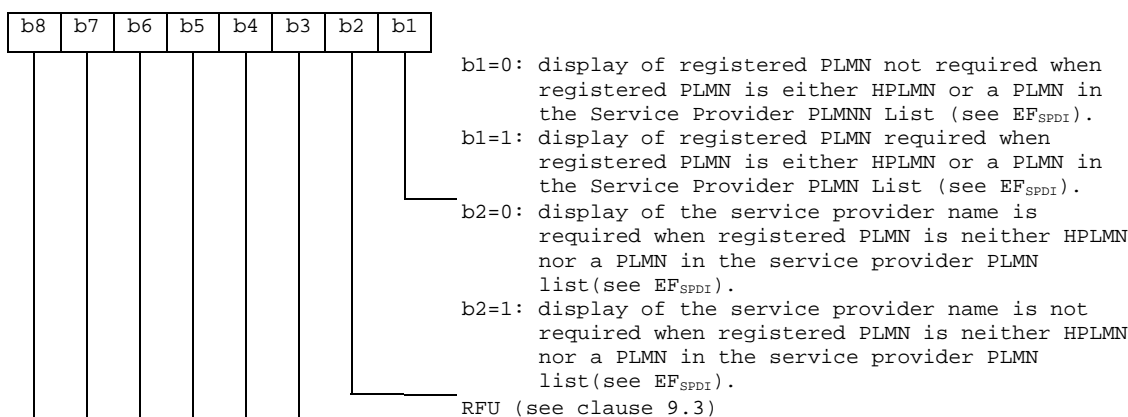 b8 b7 b6 b5 b4 b3 b2 b1
b1=0: display of registered PLMN not required when
registered PLMN is either HPLMN or a PLMN in
the Service Provider PLMNN List (see EFSPDI).
b1=1: display of registered PLMN required when
registered PLMN is either HPLMN or a PLMN in
the Service Provider PLMN List (see EFSPDI).
b2=0: display of the service provider name is
required when registered PLMN is neither HPLMN
nor a PLMN in the service provider PLMN
list(see EFSPDI).
b2=1: display of the service provider name is not
required when registered PLMN is neither HPLMN
nor a PLMN in the service provider PLMN
list(see EFSPDI).
RFU (see clause 9.3)